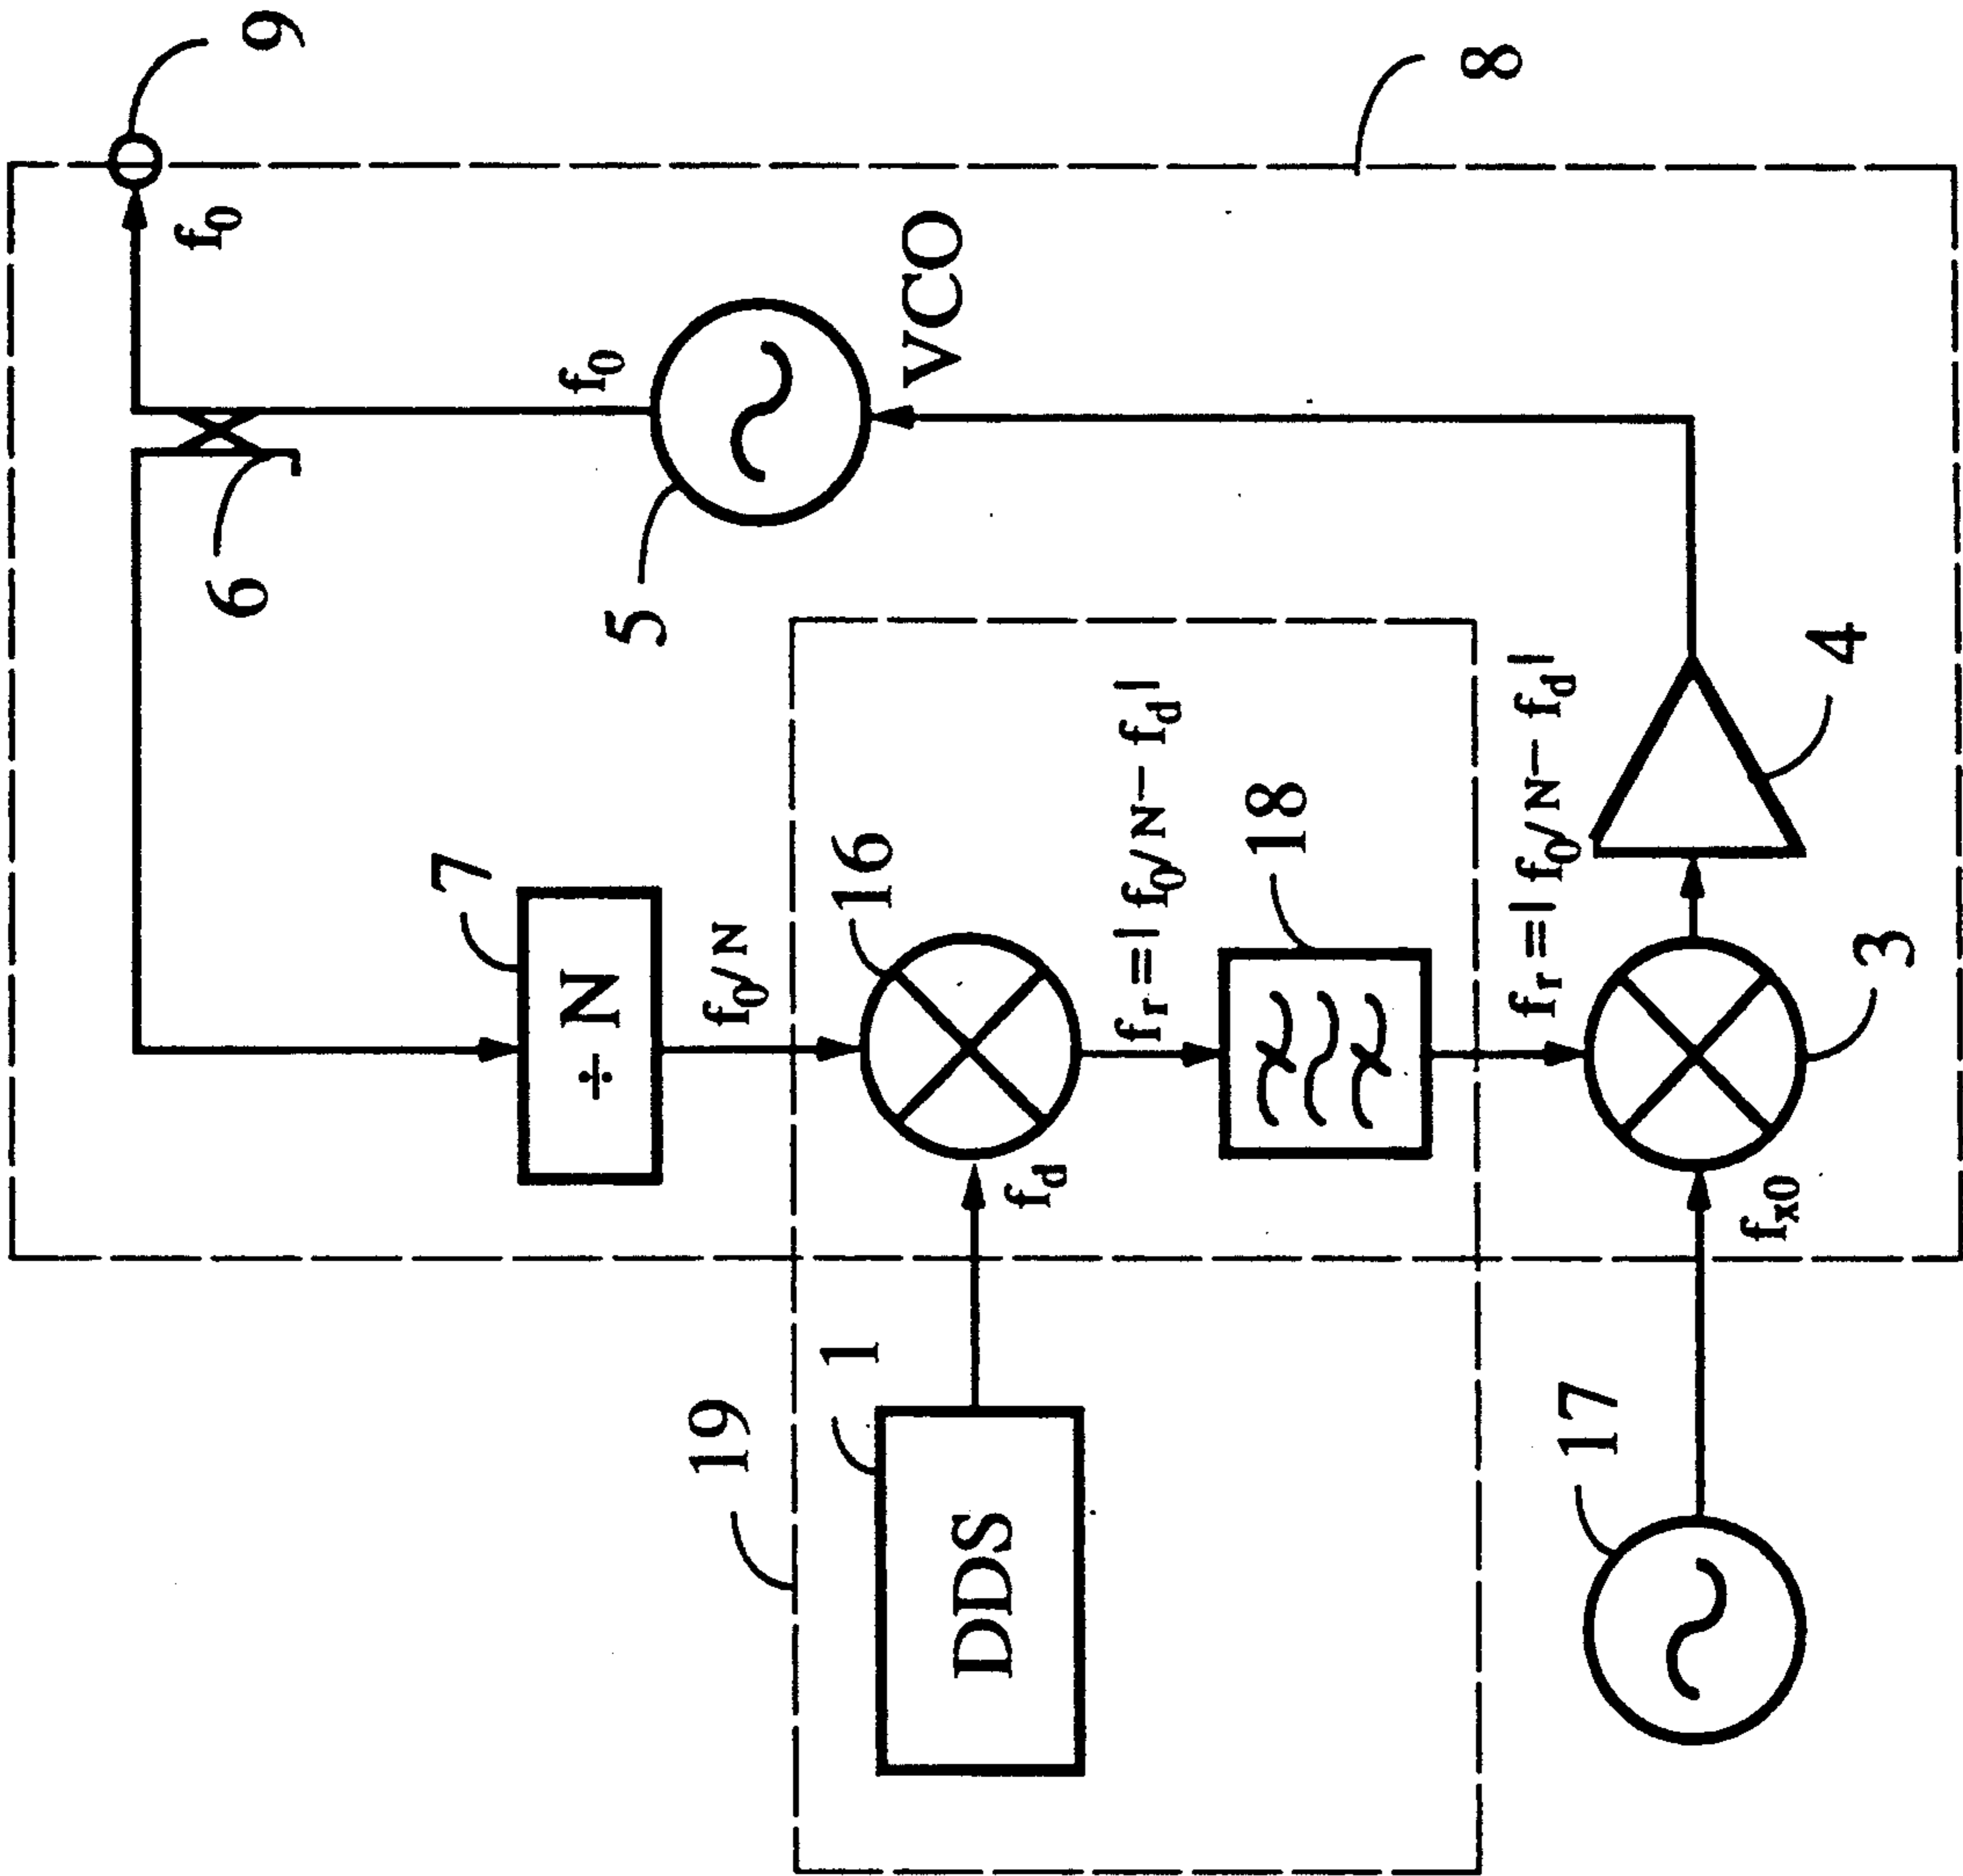 9
f0
8
6
f0
VCO
5
7
÷ N
f0/N
16
fr =| f0/N− fd|
18
fr =| f0/N− fd|
4
3
fd
fx0
19
1
DDS
17